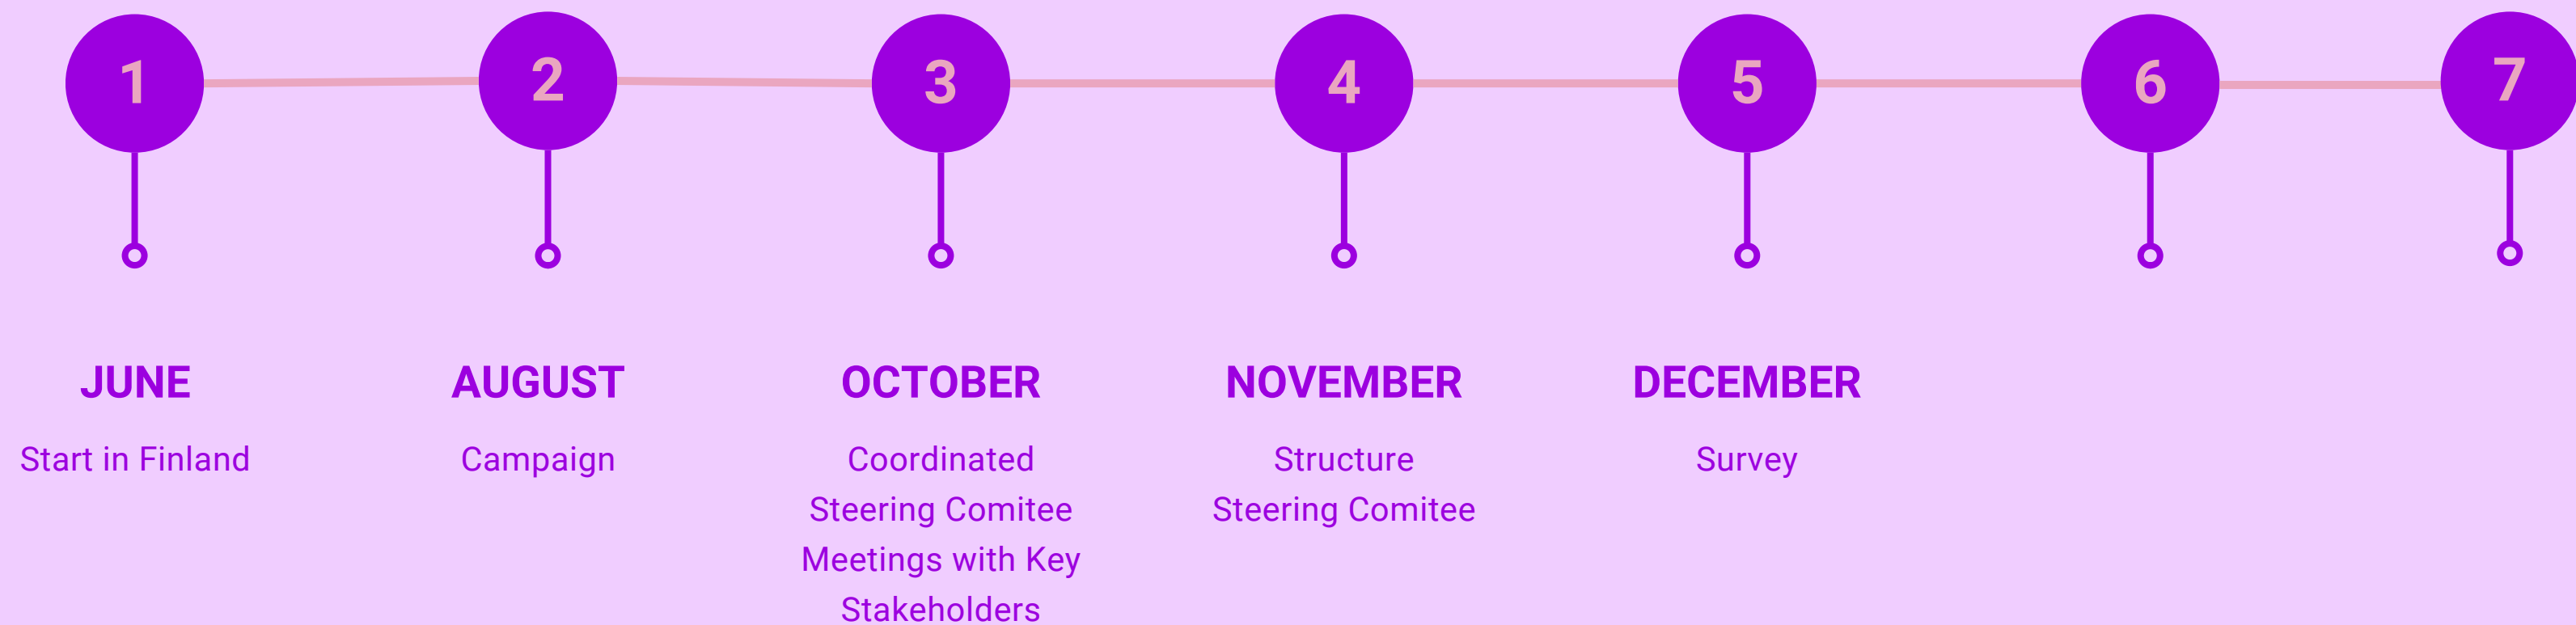 1
2
3
4
5
6
7
JUNE
Start in Finland
AUGUST
Campaign
OCTOBER
Coordinated
Steering Comitee
Meetings with Key
Stakeholders
NOVEMBER
Structure
Steering Comitee
DECEMBER
Survey